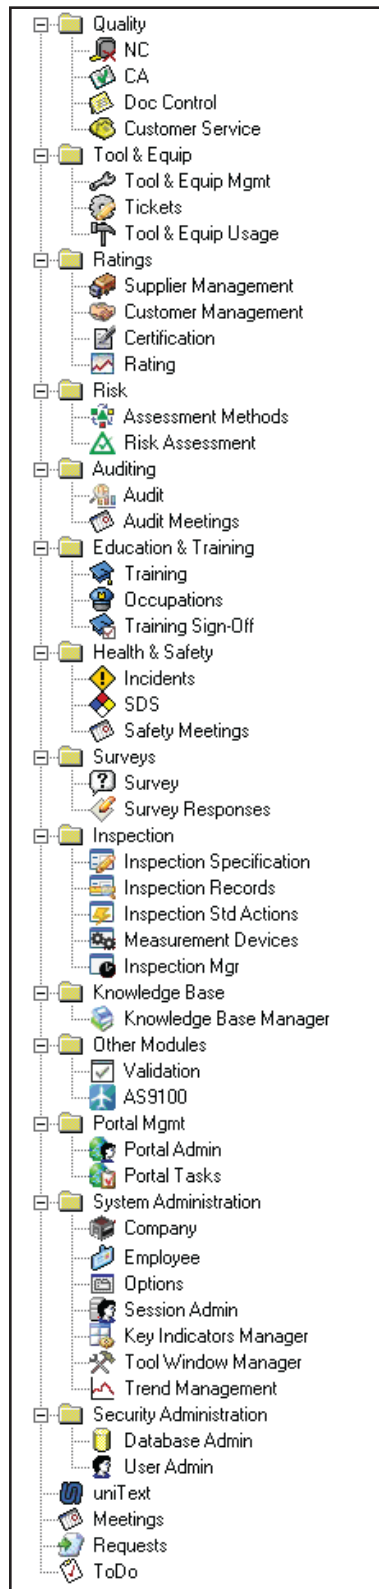 Quality
NC
CA
Doc Control
Customer Service
Tool & Equip
Tool & Equip Mgmt
Tickets
Tool & Equip Usage
Ratings
Supplier Management
Customer Management
Certification
Rating
Risk
Assessment Methods
Risk Assessment
Auditing
Audit
Audit Meetings
Education & Training
Training
Occupations
Training Sign-Off
Health & Safety
Incidents
SDS
Safety Meetings
Surveys
Survey
Survey Responses
Inspection
Inspection Specification
Inspection Records
Inspection Std Actions
Measurement Devices
Inspection Mgr
Knowledge Base
Knowledge Base Manager
Other Modules
Validation
AS9100
Portal Mgmt
Portal Admin
Portal Tasks
System Administration
Company
Employee
Options
Session Admin
Key Indicators Manager
Tool Window Manager
Trend Management
Security Administration
Database Admin
User Admin
uniText
Meetings
Requests
ToDo